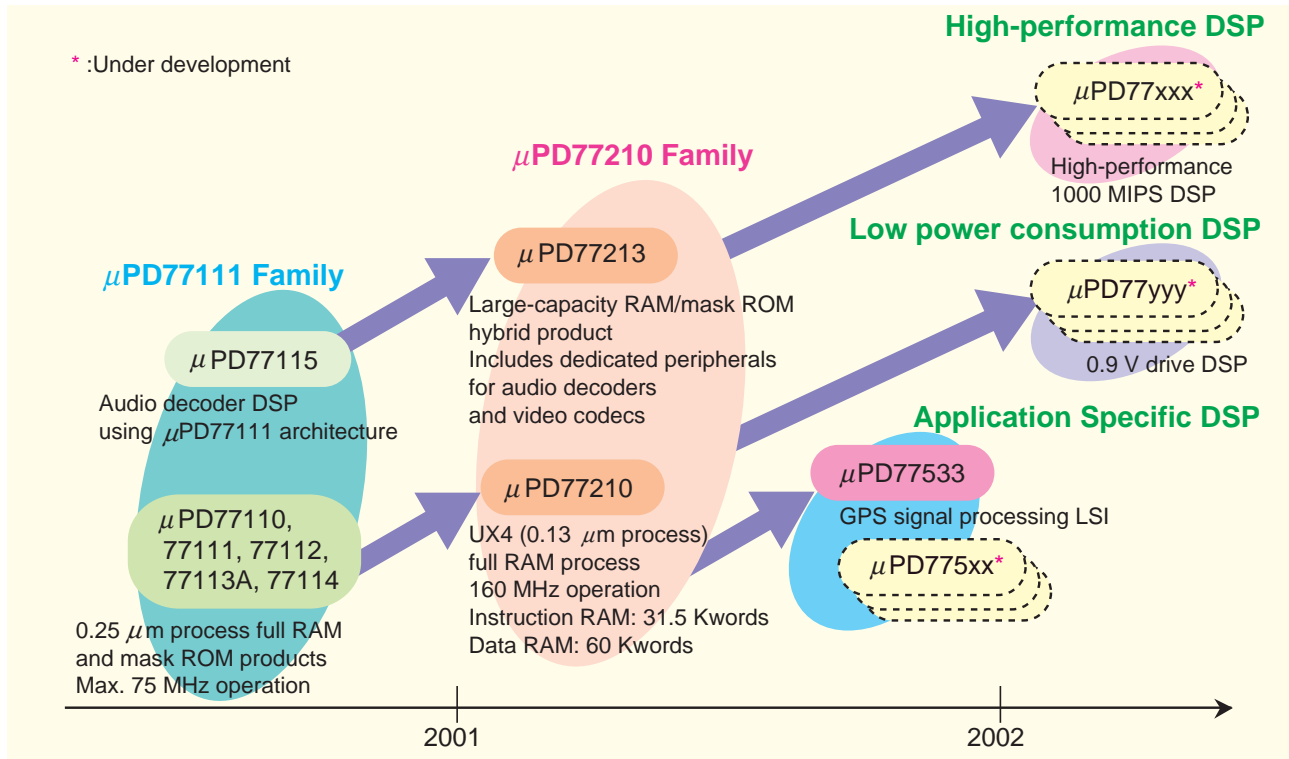 * :Under development
μPD77111 Family
μPD77115
Audio decoder DSP
using μPD77111 architecture
μPD77110,
77111, 77112,
77113A, 77114
0.25 μm process full RAM
and mask ROM products
Max. 75 MHz operation
μPD77210 Family
μPD77213
Large-capacity RAM/mask ROM
hybrid product
Includes dedicated peripherals
for audio decoders
and video codecs
μPD77210
UX4 (0.13 μm process)
full RAM process
160 MHz operation
Instruction RAM: 31.5 Kwords
Data RAM: 60 Kwords
High-performance DSP
μPD77xxx*
High-performance
1000 MIPS DSP
Low power consumption DSP
μPD77yyy*
0.9 V drive DSP
Application Specific DSP
μPD77533
GPS signal processing LSI
μPD775xx*
2001
2002